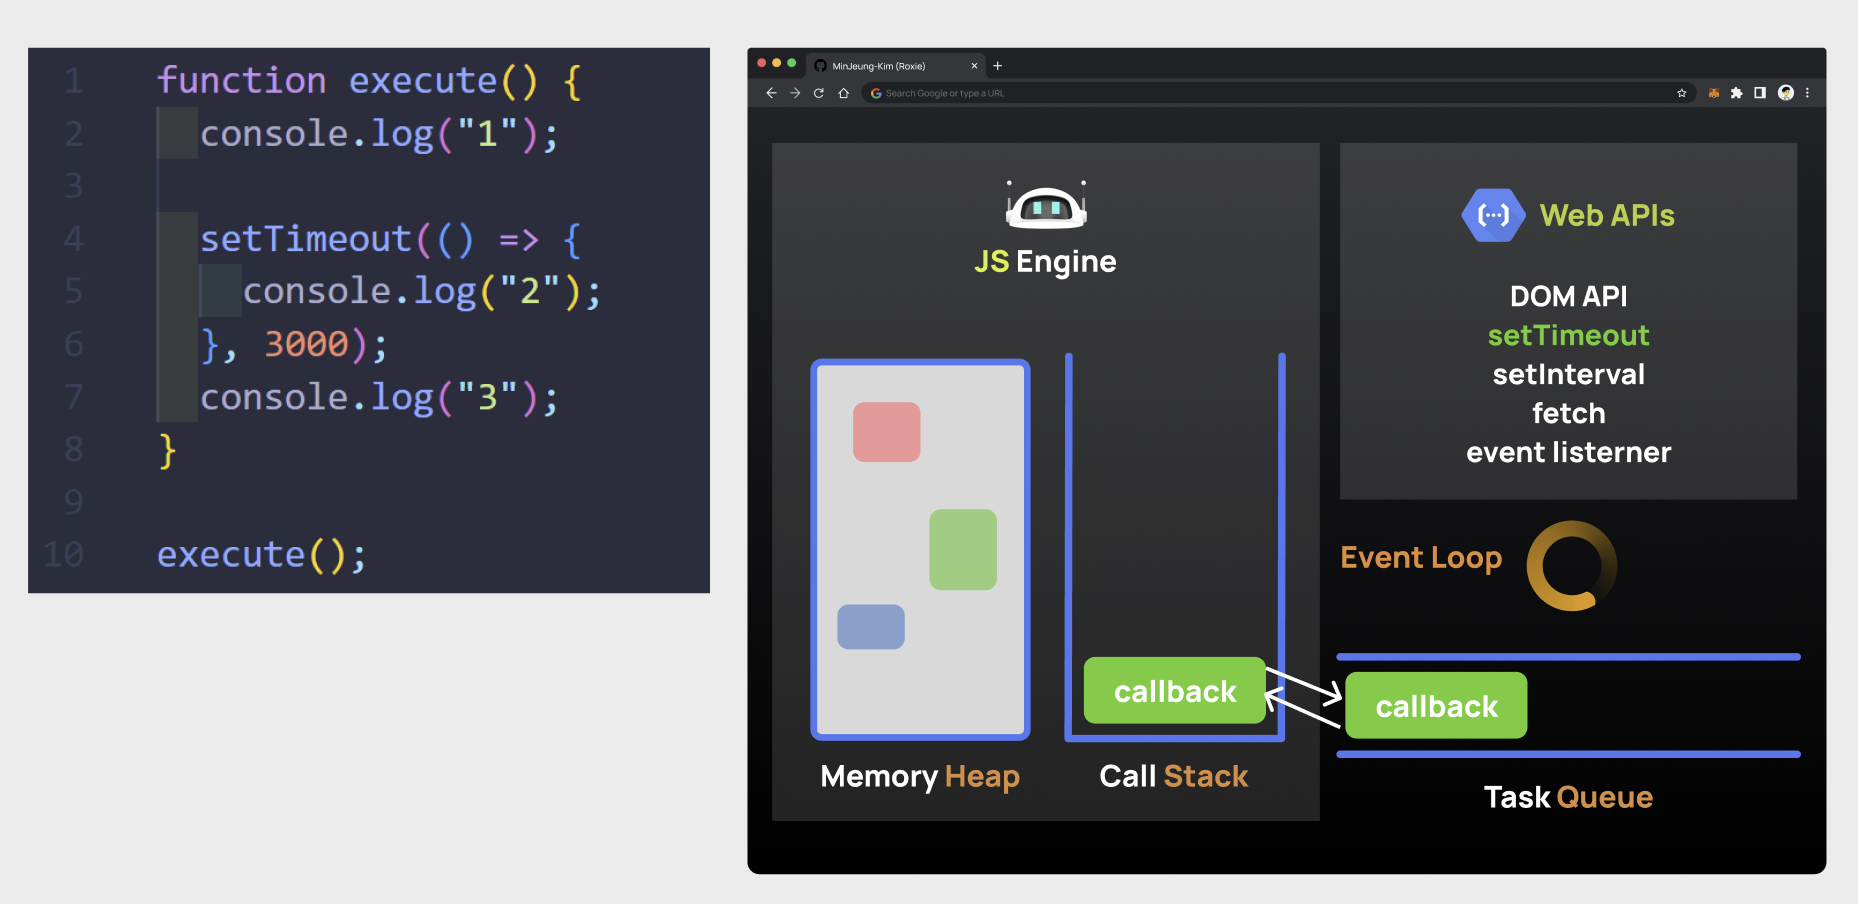 1 function execute() {
2 console.log("1");
3
4 setTimeout(() => {
5 console.log("2");
6 }, 3000);
7 console.log("3");
8 }
9
10 execute();
MinJeung-Kim (Roxie)
Search Google or type a URL
JS Engine
Memory Heap
Call Stack
callback
Web APIs
DOM API
setTimeout
setInterval
fetch
event listerner
Event Loop
callback
Task Queue